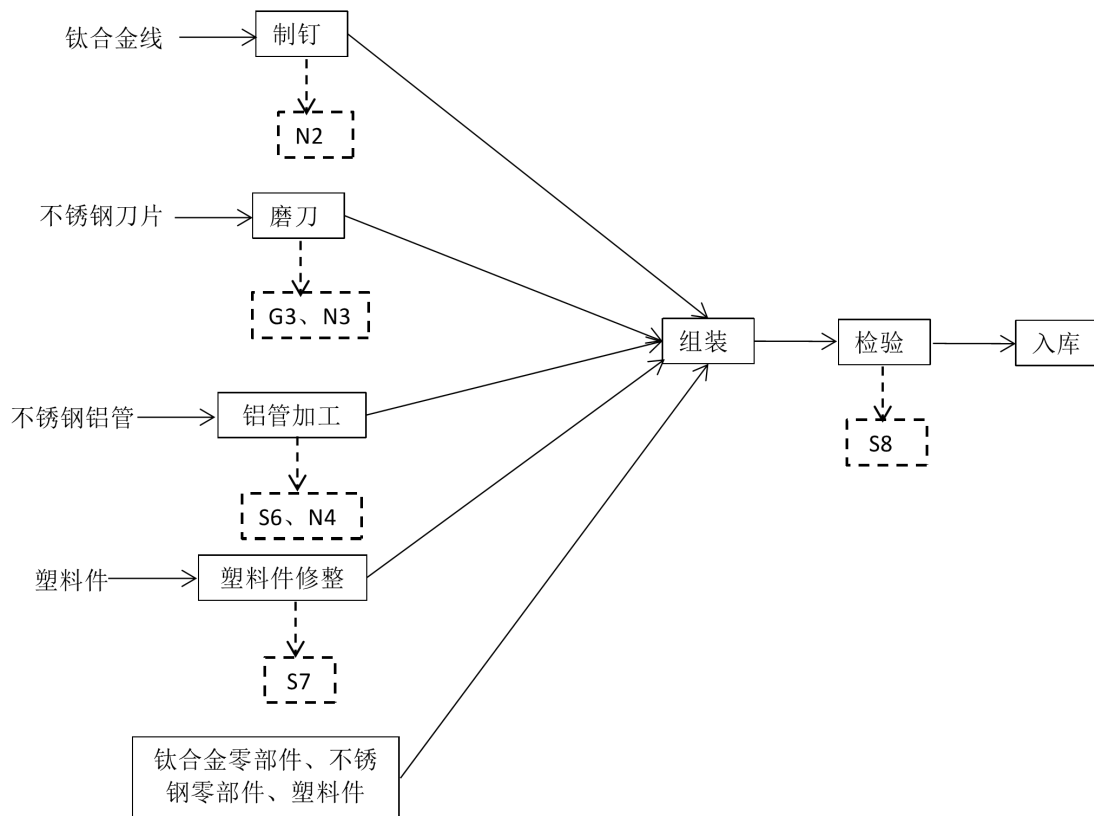 钛合金线
制钉
N2
不锈钢刀片
磨刀
G3、N3
组装
检验
入库
不锈钢铝管
铝管加工
S8
S6、N4
塑料件
塑料件修整
S7
钛合金零部件、不锈
钢零部件、塑料件